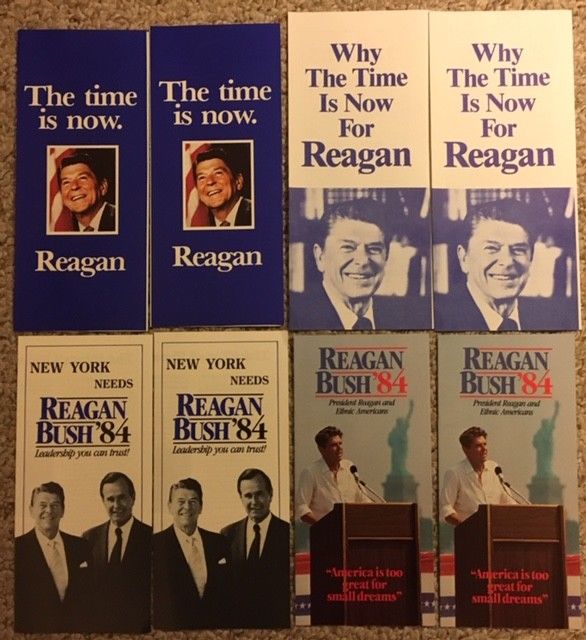 The time
is now.
Reagan
The time
is now.
Reagan
Why
The Time
Is Now
For
Reagan
Why
The Time
Is Now
For
Reagan
NEW YORK
NEEDS
REAGAN
BUSH '84
Leadership you can trust!
NEW YORK
NEEDS
REAGAN
BUSH '84
Leadership you can trust!
REAGAN
BUSH '84
President Reagan and
Ethnic Americans
"America is too
great for
small dreams"
REAGAN
BUSH '84
President Reagan and
Ethnic Americans
"America is too
great for
small dreams"